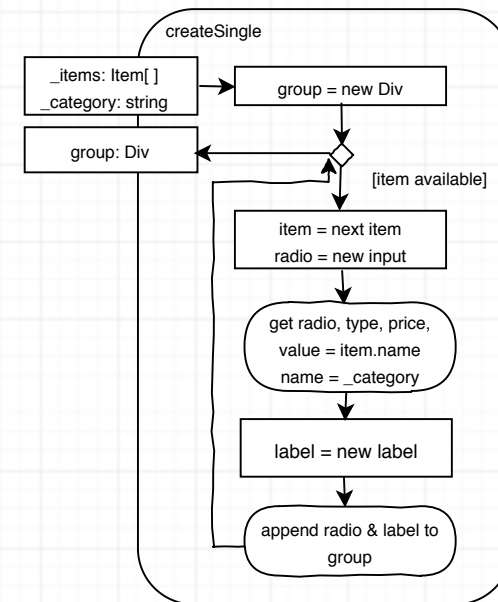 createSingle
_items: Item[ ]
_category: string
group = new Div
group: Div
[item available]
item = next item
radio = new input
get radio, type, price,
value = item.name
name = _category
label = new label
append radio & label to
group